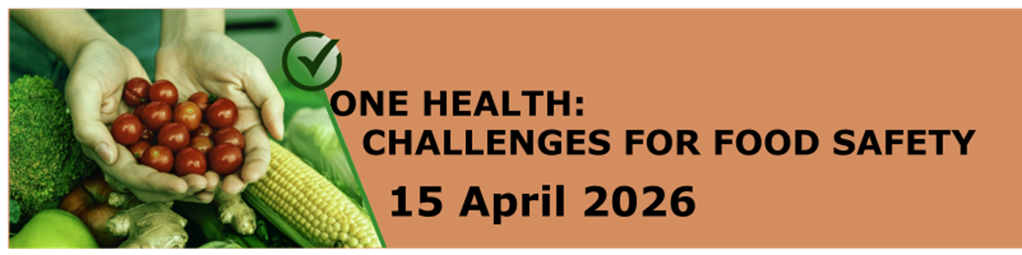 ONE HEALTH:
CHALLENGES FOR FOOD SAFETY
15 April 2026